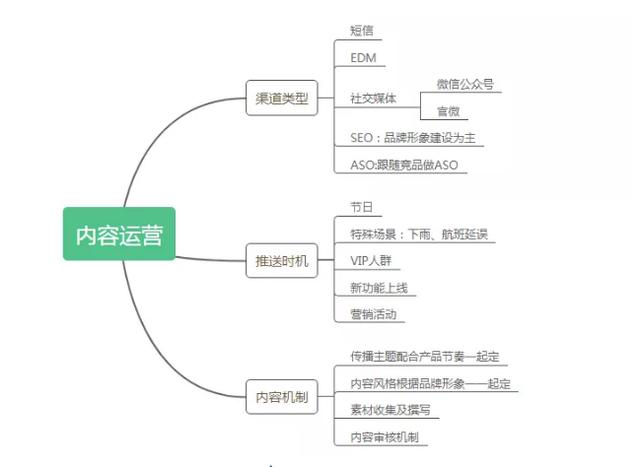 内容运营
渠道类型
短信
EDM
社交媒体
微信公众号
官微
SEO：品牌形象建设为主
ASO:跟随竞品做ASO
推送时机
节日
特殊场景：下雨、航班延误
VIP人群
新功能上线
营销活动
内容机制
传播主题配合产品节奏一起定
内容风格根据品牌形象一一起定
素材收集及撰写
内容审核机制